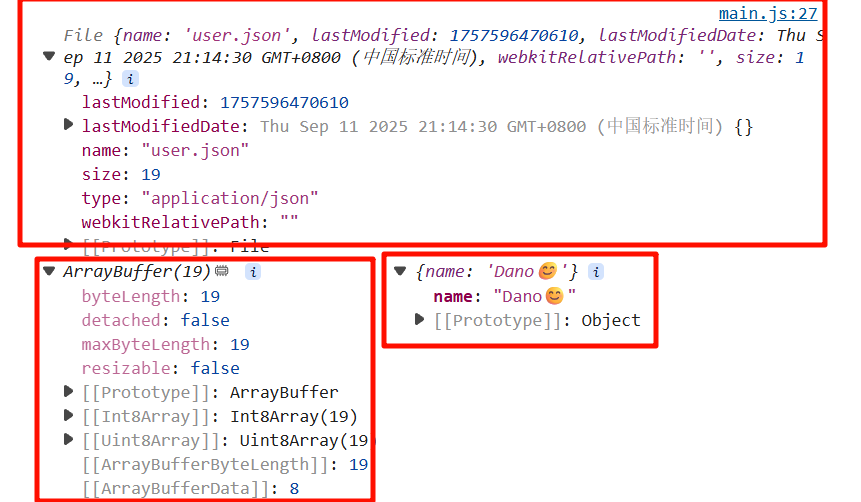 main.js:27
File {name: 'user.json', lastModified: 1757596470610, lastModifiedDate: Thu S
ep 11 2025 21:14:30 GMT+0800 (中国标准时间), webkitRelativePath: '', size: 1
9, …} i
lastModified: 1757596470610
lastModifiedDate: Thu Sep 11 2025 21:14:30 GMT+0800 (中国标准时间) {}
name: "user.json"
size: 19
type: "application/json"
webkitRelativePath: ""
[[Prototype]]: File
ArrayBuffer(19) i
byteLength: 19
detached: false
maxByteLength: 19
resizable: false
[[Prototype]]: ArrayBuffer
[[Int8Array]]: Int8Array(19)
[[Uint8Array]]: Uint8Array(19)
[[ArrayBufferByteLength]]: 19
[[ArrayBufferData]]: 8
{name: 'Dano😊'} i
name: "Dano😊"
[[Prototype]]: Object